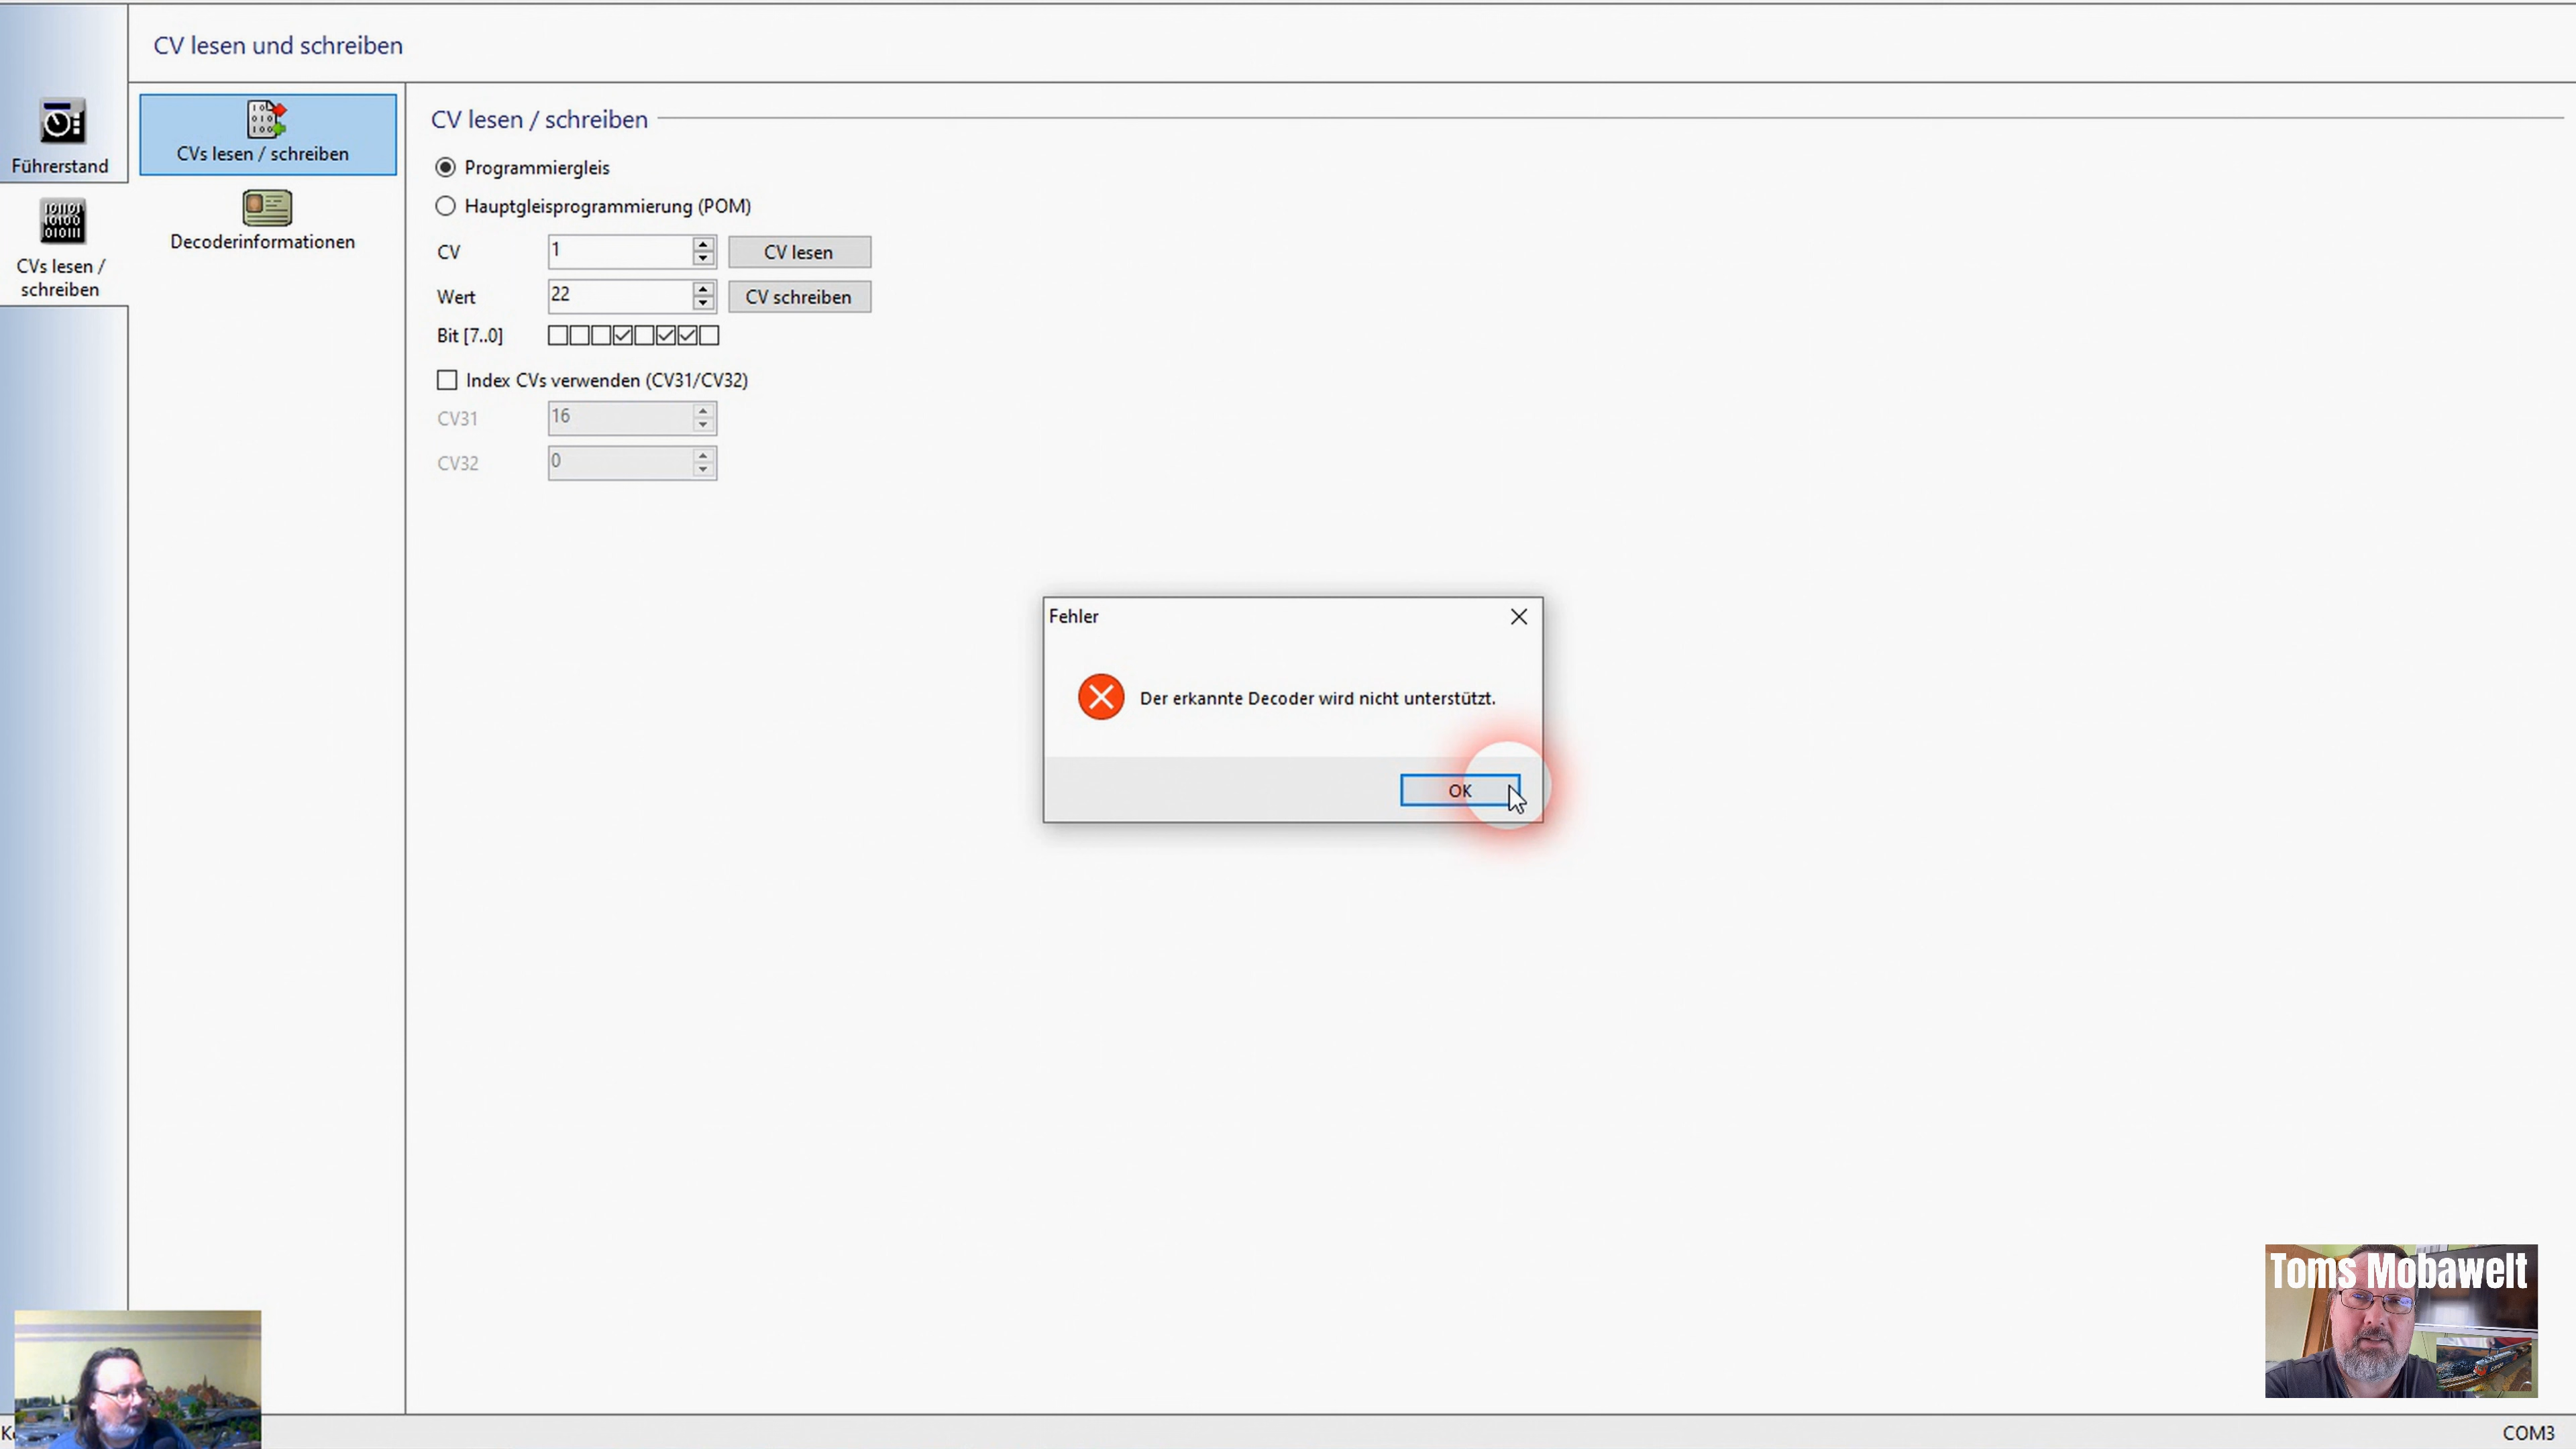 CV lesen und schreiben
Führerstand
CVs lesen /
schreiben
CVs lesen / schreiben
Decoderinformationen
CV lesen / schreiben
Programmiergleis
Hauptgleisprogrammierung (POM)
CV 1 CV lesen
Wert 22 CV schreiben
Bit [7..0]
Index CVs verwenden (CV31/CV32)
CV31 16
CV32 0
Fehler
Der erkannte Decoder wird nicht unterstützt.
OK
Toms Mobawelt
COM3